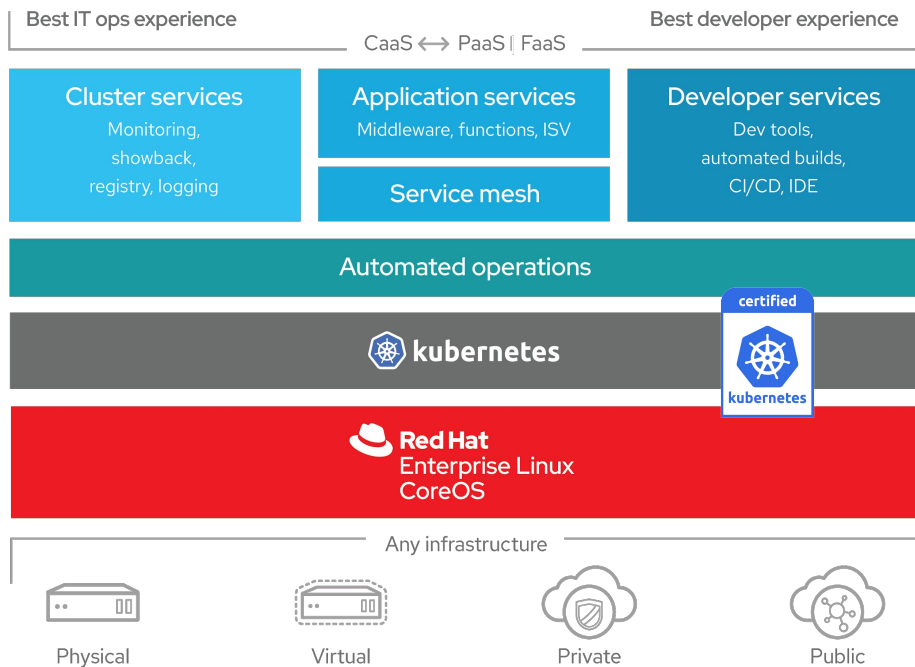 Best IT ops experience
Best developer experience
CaaS ↔ PaaS | FaaS
Cluster services
Monitoring,
showback,
registry, logging
Application services
Middleware, functions, ISV
Service mesh
Developer services
Dev tools,
automated builds,
CI/CD, IDE
Automated operations
kubernetes
certified
kubernetes
Red Hat
Enterprise Linux
CoreOS
Any infrastructure
Physical
Virtual
Private
Public